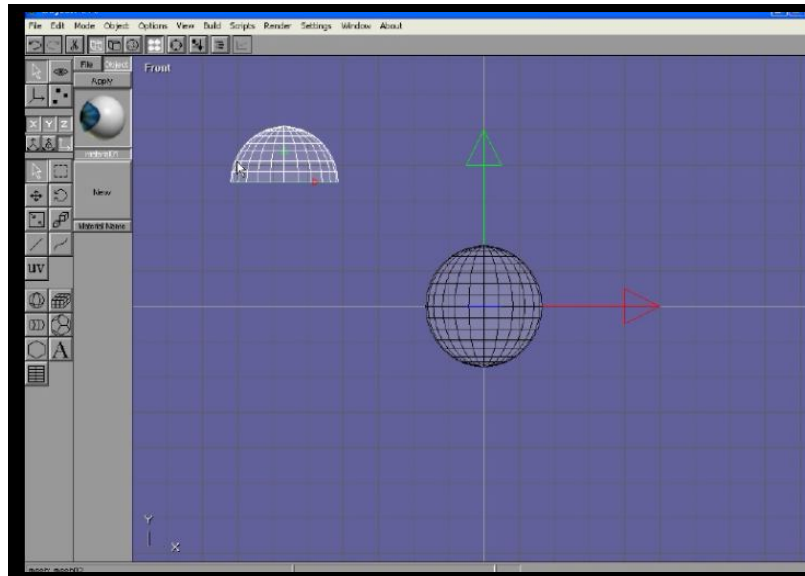 File Edit Mode Object Options View Build Scripts Render Settings Window About
File Object
Apply
Front
X Y Z
New
Material Name
uv
A
Y
X